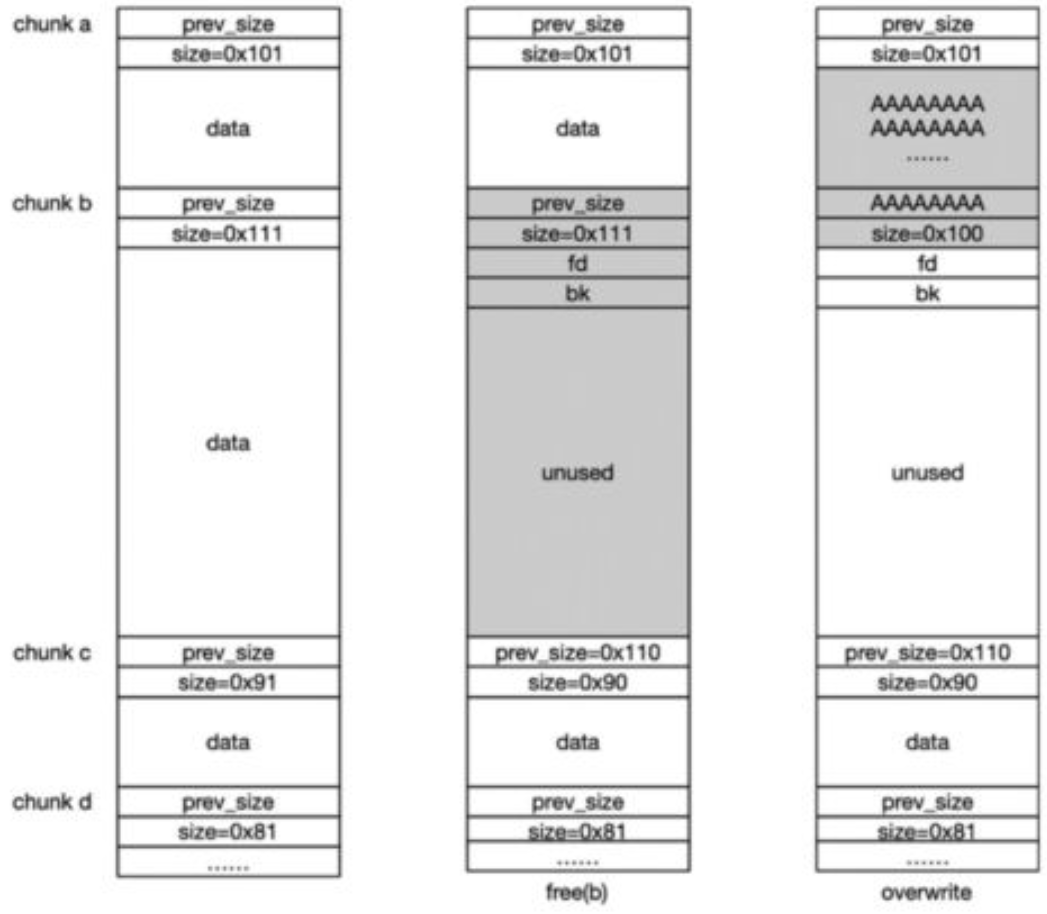 chunk a
prev_size
size=0x101
data
chunk b
prev_size
size=0x111
data
chunk c
prev_size
size=0x91
data
chunk d
prev_size
size=0x81
......
prev_size
size=0x101
data
prev_size
size=0x111
fd
bk
unused
prev_size=0x110
size=0x90
data
prev_size
size=0x81
......
free(b)
prev_size
size=0x101
AAAAAAAA
AAAAAAAA
......
AAAAAAAA
size=0x100
fd
bk
unused
prev_size=0x110
size=0x90
data
prev_size
size=0x81
......
overwrite